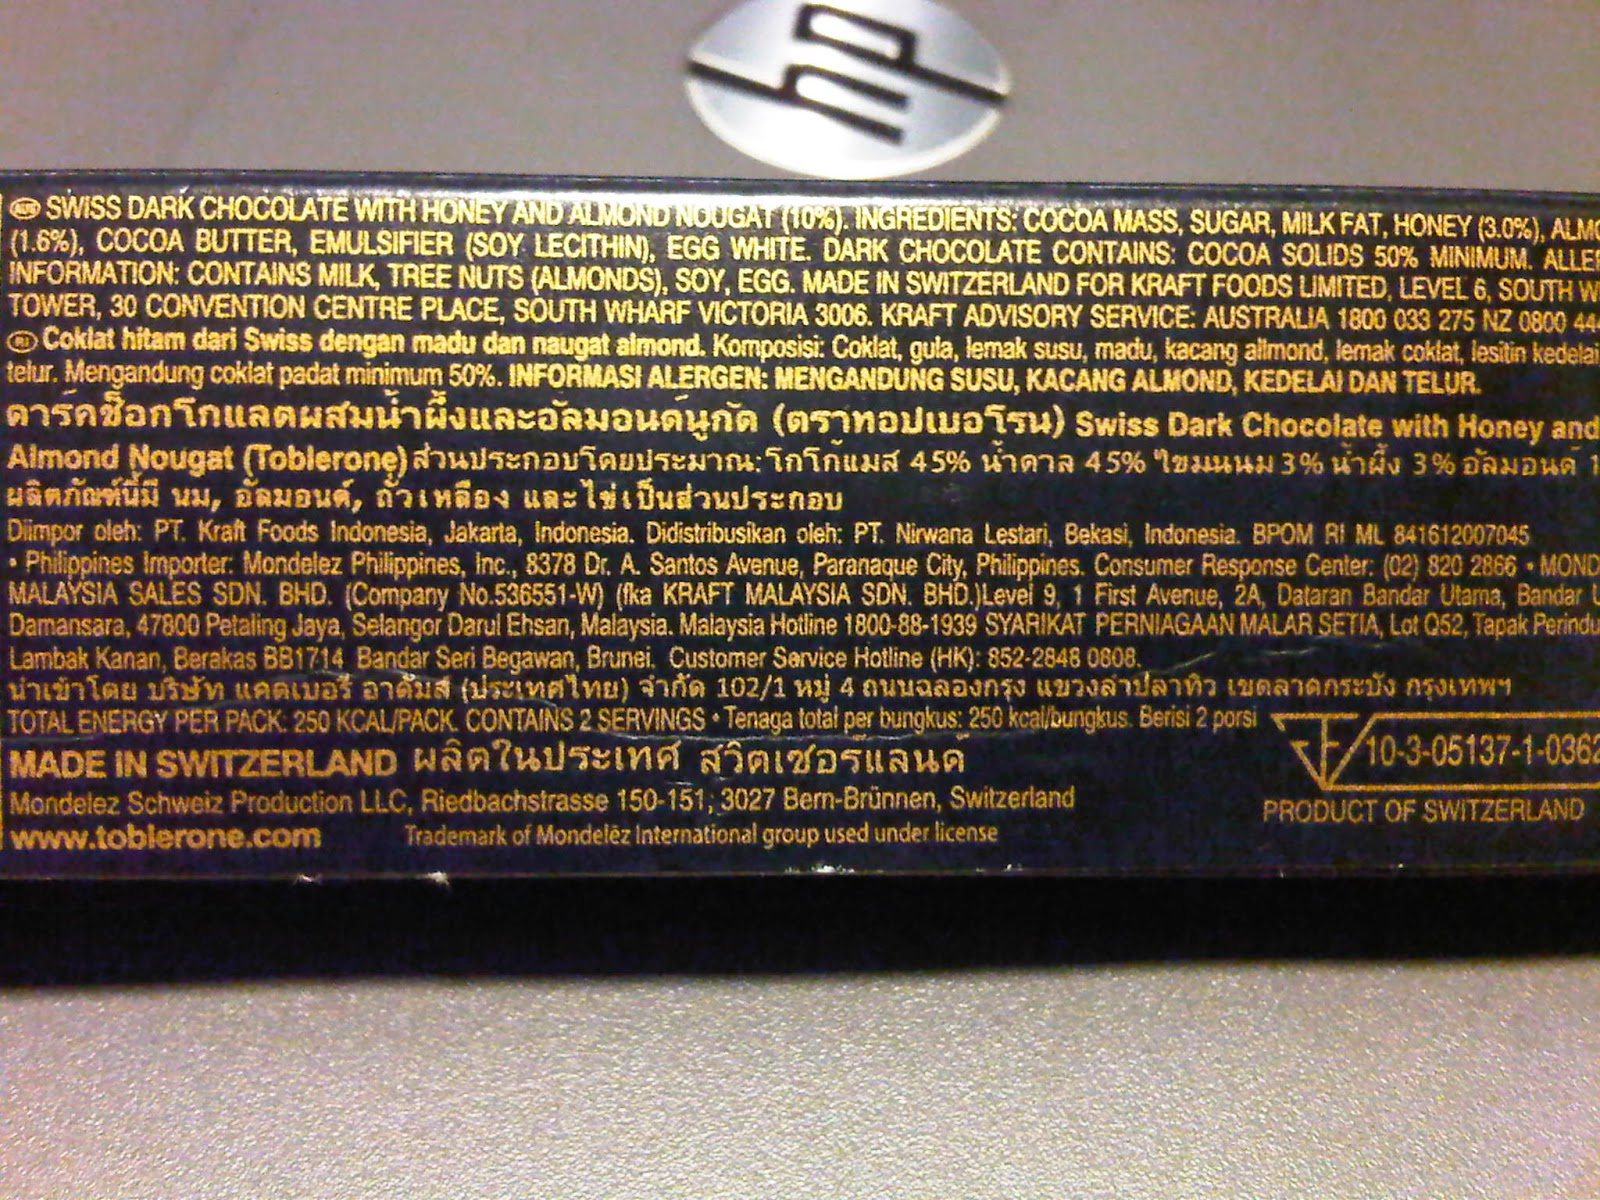 hp
SWISS DARK CHOCOLATE WITH HONEY AND ALMOND NOUGAT (10%). INGREDIENTS: COCOA MASS, SUGAR, MILK FAT, HONEY (3.0%), ALMO
(1.6%), COCOA BUTTER, EMULSIFIER (SOY LECITHIN), EGG WHITE. DARK CHOCOLATE CONTAINS: COCOA SOLIDS 50% MINIMUM. ALLER
INFORMATION: CONTAINS MILK, TREE NUTS (ALMONDS), SOY, EGG. MADE IN SWITZERLAND FOR KRAFT FOODS LIMITED, LEVEL 6, SOUTH W
TOWER, 30 CONVENTION CENTRE PLACE, SOUTH WHARF VICTORIA 3006. KRAFT ADVISORY SERVICE: AUSTRALIA 1800 033 275 NZ 0800 44
Coklat hitam dari Swiss dengan madu dan naugat almond. Komposisi: Coklat, gula, lemak susu, madu, kacang allmond, lemak coklat, lesitin kedelai
telur. Mengandung coklat padat minimum 50%. INFORMASI ALERGEN: MENGANDUNG SUSU, KACANG ALMOND, KEDELAI DAN TELUR.
ดาร์คช็อกโกแลตผสมน้ำผึ้งและอัลมอนด์นูกัต (ตราทอปเบอโรน) Swiss Dark Chocolate with Honey and
Almond Nougat (Toblerone) ส่วนประกอบโดยประมาณ: โกโก้แมส 45% น้ำตาล 45% ไขมนนม 3% น้ำผึ้ง 3% อัลมอนด์ 1
ผลิตภัณฑ์นี้มี นม, อัลมอนด์, ถั่วเหลือง และไข่เป็นส่วนประกอบ
Diimpor oleh: PT. Kraft Foods Indonesia, Jakarta, Indonesia. Didistribusikan oleh: PT. Nirwana Lestari, Bekasi, Indonesia. BPOM RI ML 841612007045
• Philippines Importer: Mondelez Philippines, Inc., 8378 Dr. A. Santos Avenue, Paranaque City, Philippines. Consumer Response Center: (02) 820 2866 • MOND
MALAYSIA SALES SDN. BHD. (Company No.536551-W) (fka KRAFT MALAYSIA SDN. BHD.)Level 9, 1 First Avenue, 2A, Dataran Bandar Utama, Bandar U
Damansara, 47800 Petaling Jaya, Selangor Darul Ehsan, Malaysia. Malaysia Hotline 1800-88-1939 SYARIKAT PERNIAGAAN MALAR SETIA, Lot Q52, Tapak Perindu
Lambak Kanan, Berakas BB1714, Bandar Seri Begawan, Brunei. Customer Service Hotline (HK): 852-2848 0808.
นำเข้าโดย บริษัท แคดเบอรี อาดัมส์ (ประเทศไทย) จำกัด 102/1 หมู่ 4 ถนนฉลองกรุง แขวงลำปลาทิว เขตลาดกระบัง กรุงเทพฯ
TOTAL ENERGY PER PACK: 250 KCAL/PACK. CONTAINS 2 SERVINGS • Tenaga total per bungkus: 250 kcal/bungkus. Berisi 2 porsi
MADE IN SWITZERLAND ผลิตในประเทศ สวิตเซอร์แลนด์
10-3-05137-1-0362
Mondelez Schweiz Production LLC, Riedbachstrasse 150-151, 3027 Bern-Brünnen, Switzerland
PRODUCT OF SWITZERLAND
www.toblerone.com Trademark of Mondelēz International group used under license